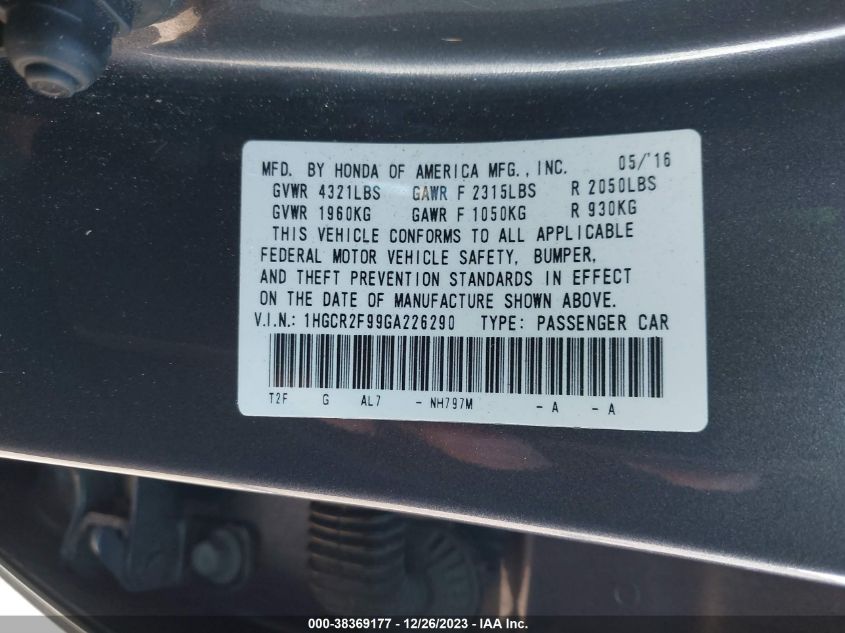 MFD. BY HONDA OF AMERICA MFG., INC. 05/'16
GVWR 4321LBS GAWR F 2315LBS R 2050LBS
GVWR 1960KG GAWR F 1050KG R 930KG
THIS VEHICLE CONFORMS TO ALL APPLICABLE
FEDERAL MOTOR VEHICLE SAFETY, BUMPER,
AND THEFT PREVENTION STANDARDS IN EFFECT
ON THE DATE OF MANUFACTURE SHOWN ABOVE.
V.I.N.: 1HGCR2F99GA226290 TYPE: PASSENGER CAR
T2F G AL7 - NH797M - A - A
000-38369177 - 12/26/2023 - IAA Inc.